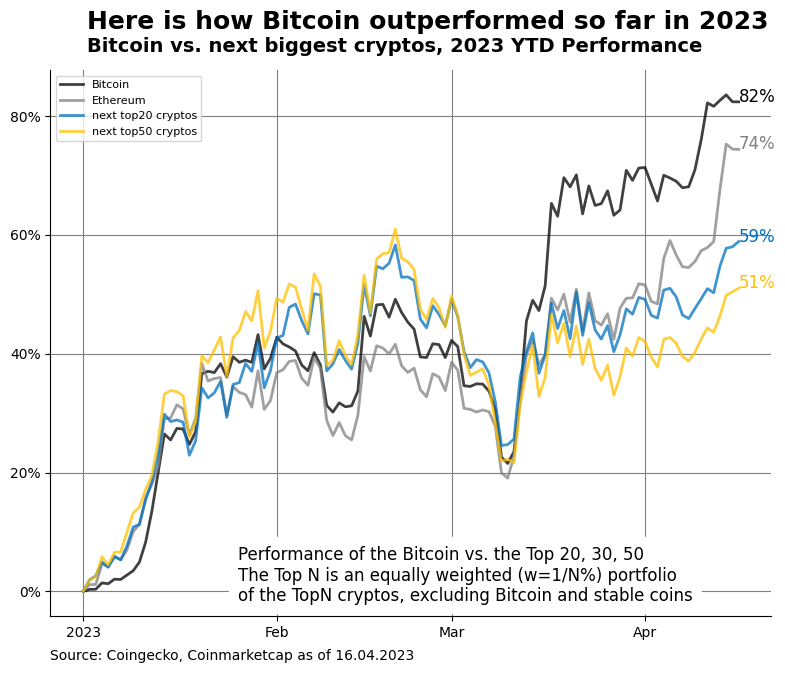 Here is how Bitcoin outperformed so far in 2023
Bitcoin vs. next biggest cryptos, 2023 YTD Performance
Bitcoin
Ethereum
next top20 cryptos
next top50 cryptos
82%
74%
59%
51%
80%
60%
40%
20%
0%
Performance of the Bitcoin vs. the Top 20, 30, 50
The Top N is an equally weighted (w=1/N%) portfolio
of the TopN cryptos, excluding Bitcoin and stable coins
2023 Feb Mar Apr
Source: Coingecko, Coinmarketcap as of 16.04.2023